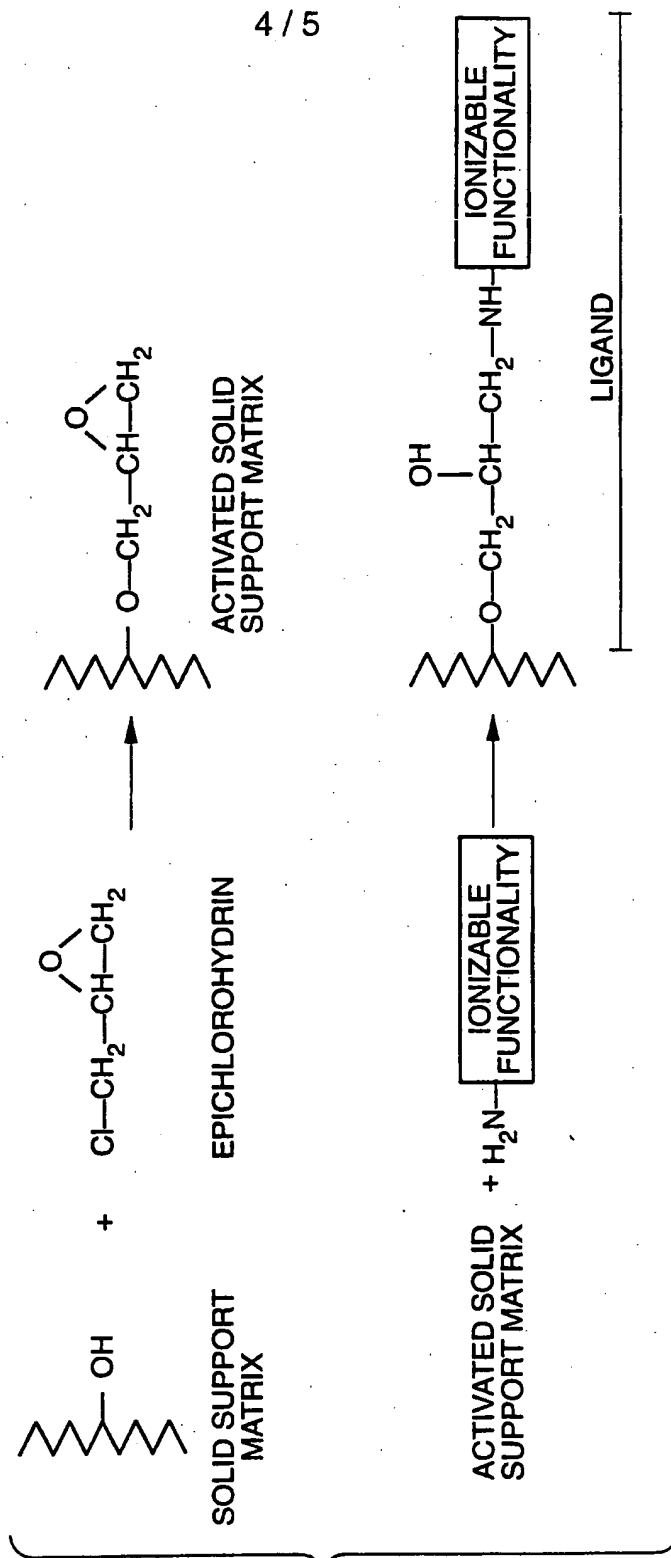 4 / 5
OH
SOLID SUPPORT
MATRIX
+
Cl—CH2—CH—CH2
O
EPICHLOROHYDRIN
O—CH2—CH—CH2
O
ACTIVATED SOLID
SUPPORT MATRIX
ACTIVATED SOLID
SUPPORT MATRIX
+ H2N—
IONIZABLE
FUNCTIONALITY
OH
O—CH2—CH—CH2—NH—
IONIZABLE
FUNCTIONALITY
LIGAND